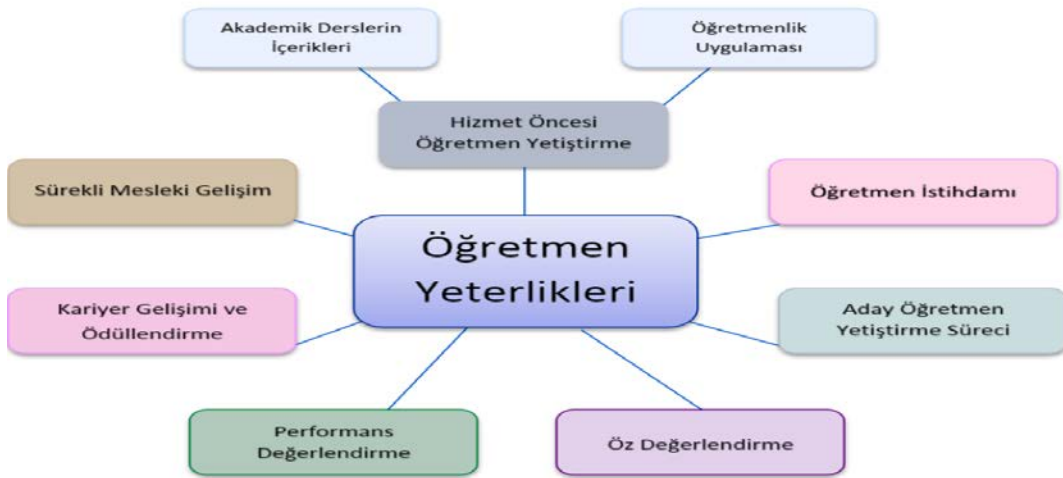 Akademik Derslerin
İçerikleri
Öğretmenlik
Uygulaması
Hizmet Öncesi
Öğretmen Yetiştirme
Sürekli Mesleki Gelişim
Öğretmen İstihdamı
Öğretmen
Yeterlikleri
Kariyer Gelişimi ve
Ödüllendirme
Aday Öğretmen
Yetiştirme Süreci
Performans
Değerlendirme
Öz Değerlendirme